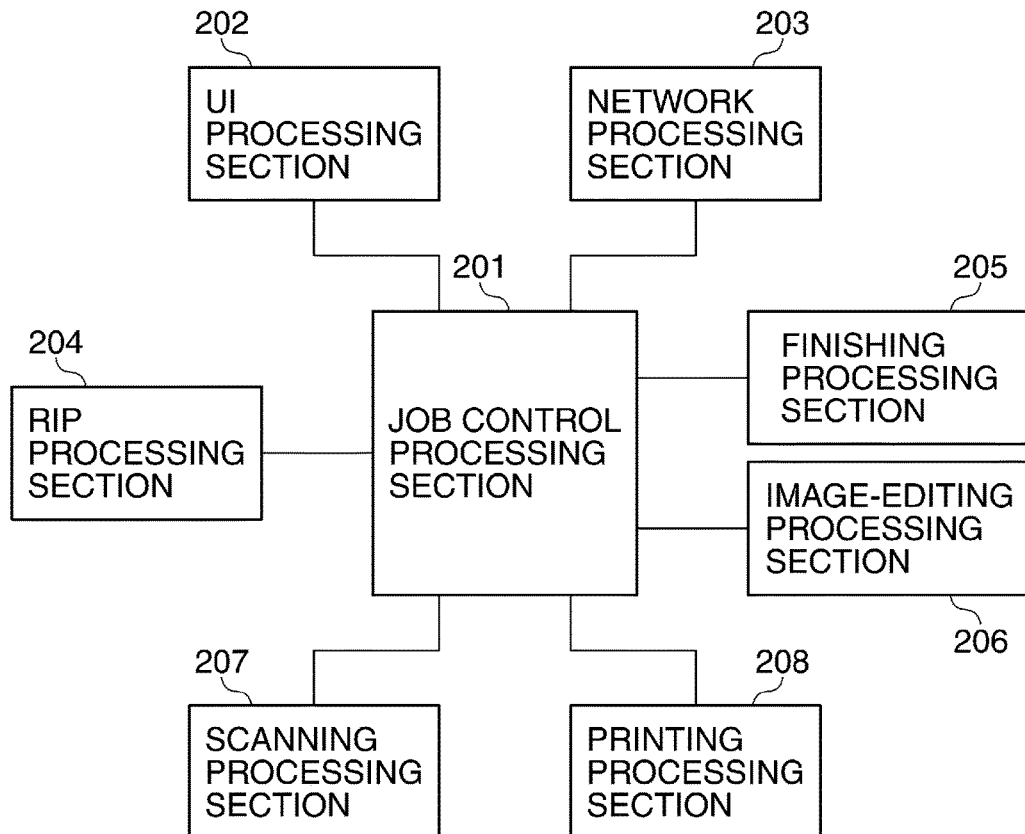 202
203
UI
PROCESSING
SECTION
NETWORK
PROCESSING
SECTION
201
205
204
FINISHING
PROCESSING
SECTION
RIP
PROCESSING
SECTION
JOB CONTROL
PROCESSING
SECTION
IMAGE-EDITING
PROCESSING
SECTION
206
207
208
SCANNING
PROCESSING
SECTION
PRINTING
PROCESSING
SECTION